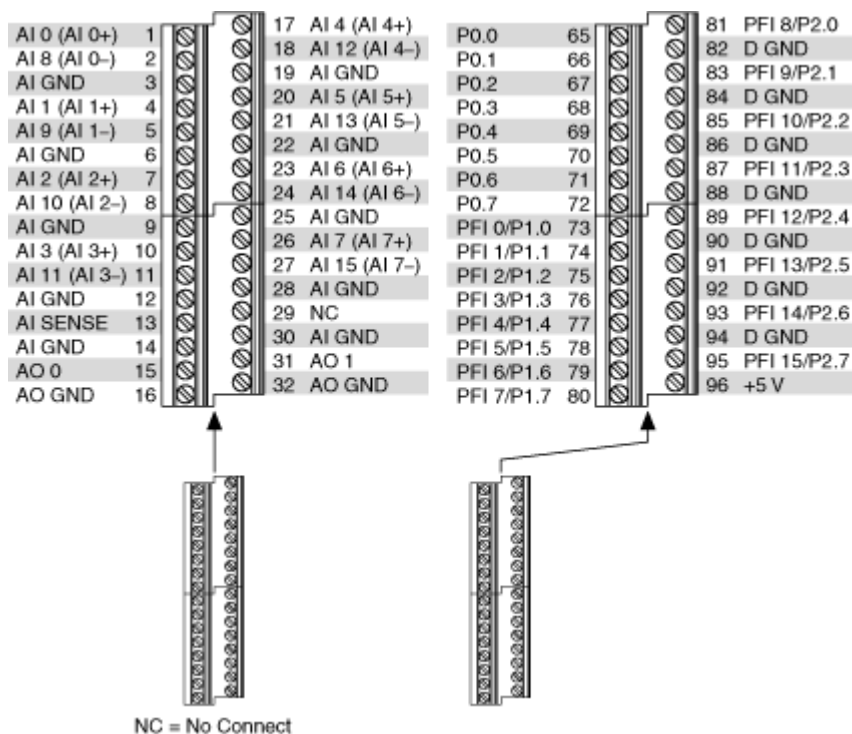 AI 0 (AI 0+) 1
AI 8 (AI 0–) 2
AI GND 3
AI 1 (AI 1+) 4
AI 9 (AI 1–) 5
AI GND 6
AI 2 (AI 2+) 7
AI 10 (AI 2–) 8
AI GND 9
AI 3 (AI 3+) 10
AI 11 (AI 3–) 11
AI GND 12
AI SENSE 13
AI GND 14
AO 0 15
AO GND 16
17 AI 4 (AI 4+)
18 AI 12 (AI 4–)
19 AI GND
20 AI 5 (AI 5+)
21 AI 13 (AI 5–)
22 AI GND
23 AI 6 (AI 6+)
24 AI 14 (AI 6–)
25 AI GND
26 AI 7 (AI 7+)
27 AI 15 (AI 7–)
28 AI GND
29 NC
30 AI GND
31 AO 1
32 AO GND
P0.0 65
P0.1 66
P0.2 67
P0.3 68
P0.4 69
P0.5 70
P0.6 71
P0.7 72
PFI 0/P1.0 73
PFI 1/P1.1 74
PFI 2/P1.2 75
PFI 3/P1.3 76
PFI 4/P1.4 77
PFI 5/P1.5 78
PFI 6/P1.6 79
PFI 7/P1.7 80
81 PFI 8/P2.0
82 D GND
83 PFI 9/P2.1
84 D GND
85 PFI 10/P2.2
86 D GND
87 PFI 11/P2.3
88 D GND
89 PFI 12/P2.4
90 D GND
91 PFI 13/P2.5
92 D GND
93 PFI 14/P2.6
94 D GND
95 PFI 15/P2.7
96 +5 V
NC = No Connect